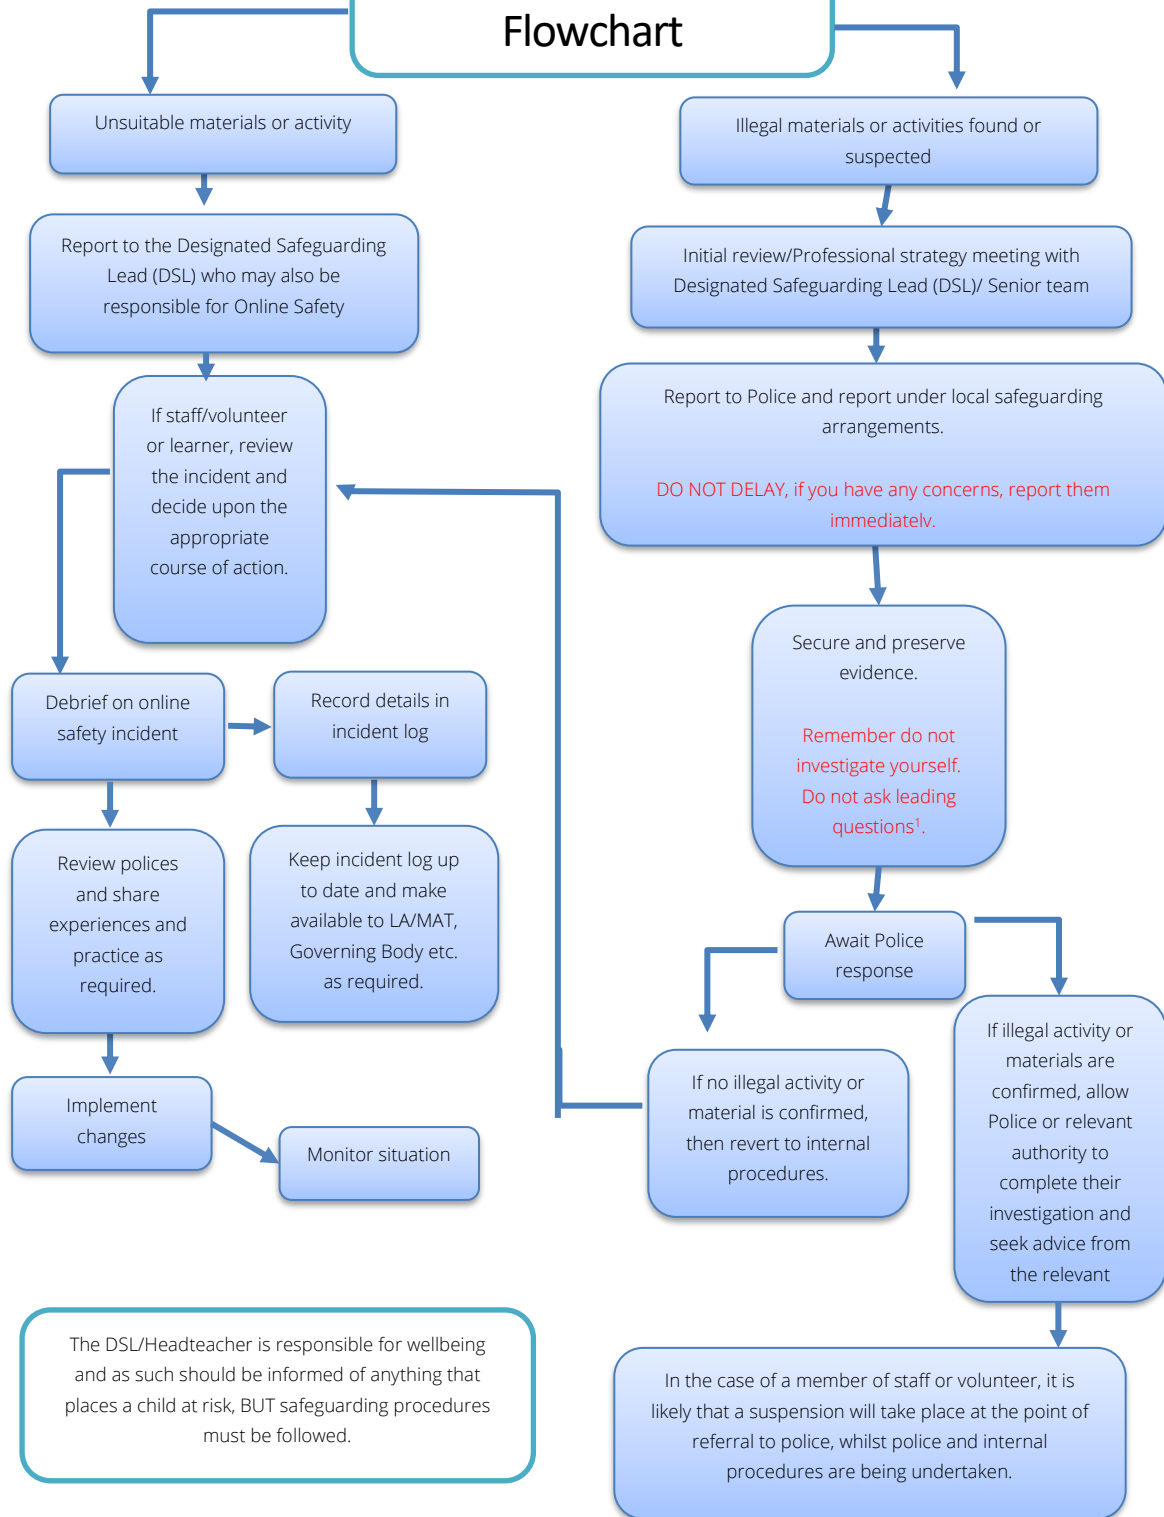 Flowchart
Unsuitable materials or activity
Report to the Designated Safeguarding
Lead (DSL) who may also be
responsible for Online Safety
If staff/volunteer
or learner, review
the incident and
decide upon the
appropriate
course of action.
Debrief on online
safety incident
Record details in
incident log
Review polices
and share
experiences and
practice as
required.
Keep incident log up
to date and make
available to LA/MAT,
Governing Body etc.
as required.
Implement
changes
Monitor situation
The DSL/Headteacher is responsible for wellbeing
and as such should be informed of anything that
places a child at risk, BUT safeguarding procedures
must be followed.
Illegal materials or activities found or
suspected
Initial review/Professional strategy meeting with
Designated Safeguarding Lead (DSL)/ Senior team
Report to Police and report under local safeguarding
arrangements.
DO NOT DELAY, if you have any concerns, report them
immediately.
Secure and preserve
evidence.
Remember do not
investigate yourself.
Do not ask leading
questions¹.
Await Police
response
If no illegal activity or
material is confirmed,
then revert to internal
procedures.
If illegal activity or
materials are
confirmed, allow
Police or relevant
authority to
complete their
investigation and
seek advice from
the relevant
In the case of a member of staff or volunteer, it is
likely that a suspension will take place at the point of
referral to police, whilst police and internal
procedures are being undertaken.